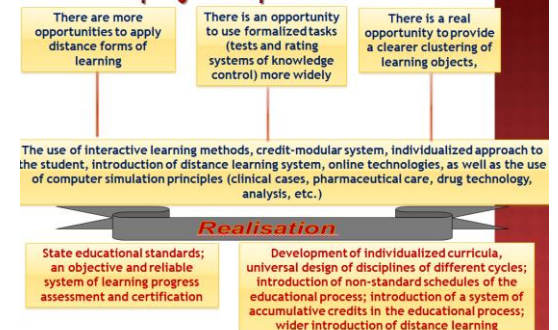 There are more
opportunities to apply
distance forms of
learning
There is an opportunity
to use formalized tasks
(tests and rating
systems of knowledge
control) more widely
There is a real
opportunity to provide
a clearer clustering of
learning objects,
The use of interactive learning methods, credit-modular system, individualized approach to
the student, introduction of distance learning system, online technologies, as well as the use
of computer simulation principles (clinical cases, pharmaceutical care, drug technology,
analysis, etc.)
Realisation
State educational standards;
an objective and reliable
system of learning progress
assessment and certification
Development of individualized curricula,
universal design of disciplines of different cycles;
introduction of non-standard schedules of the
educational process; introduction of a system of
accumulative credits in the educational process;
wider introduction of distance learning